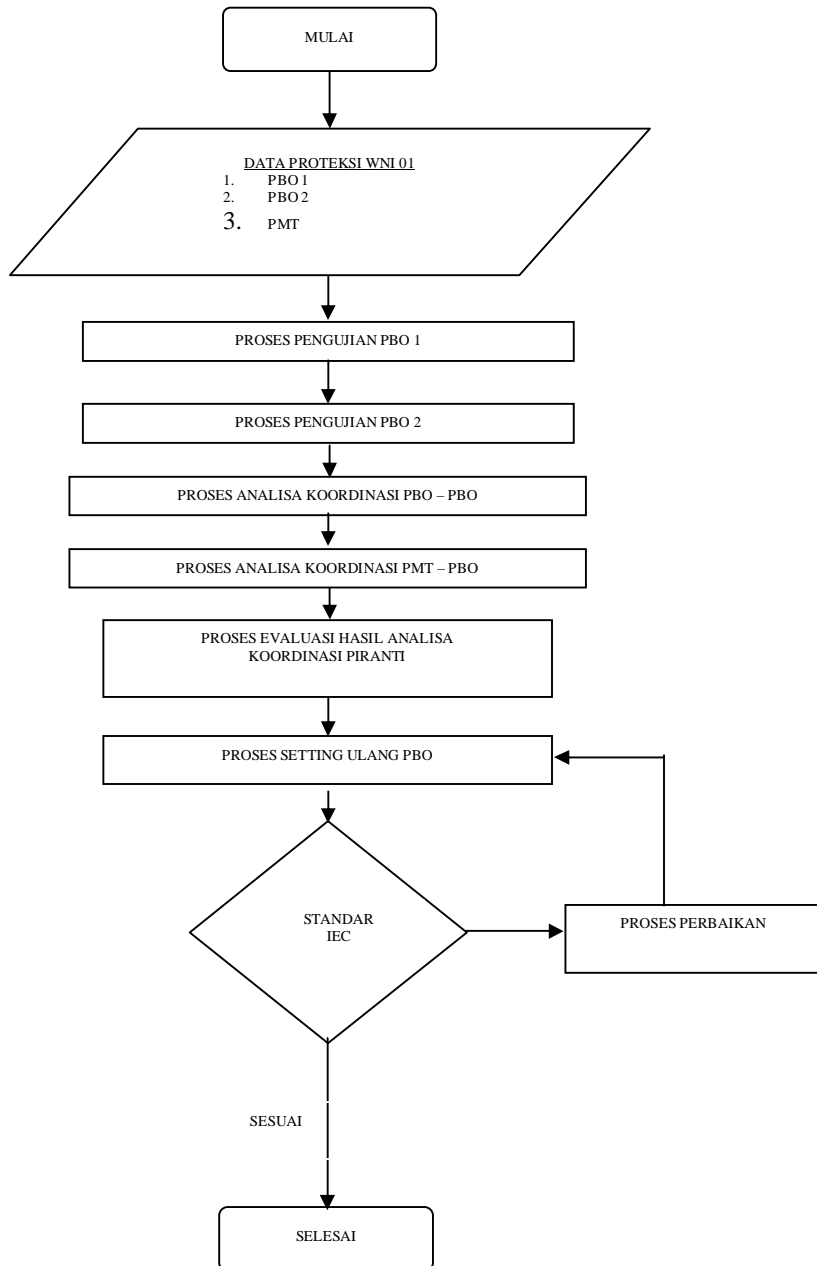 MULAI
DATA PROTEKSI WNI 01
1. PBO 1
2. PBO 2
3. PMT
PROSES PENGUJIAN PBO 1
PROSES PENGUJIAN PBO 2
PROSES ANALISA KOORDINASI PBO – PBO
PROSES ANALISA KOORDINASI PMT – PBO
PROSES EVALUASI HASIL ANALISA
KOORDINASI PIRANTI
PROSES SETTING ULANG PBO
STANDAR
IEC
PROSES PERBAIKAN
SESUAI
SELESAI